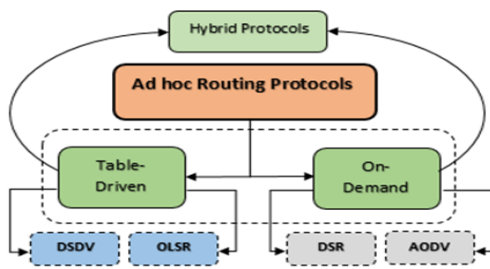 Hybrid Protocols
Ad hoc Routing Protocols
Table-
Driven
On-
Demand
DSDV
OLSR
DSR
AODV